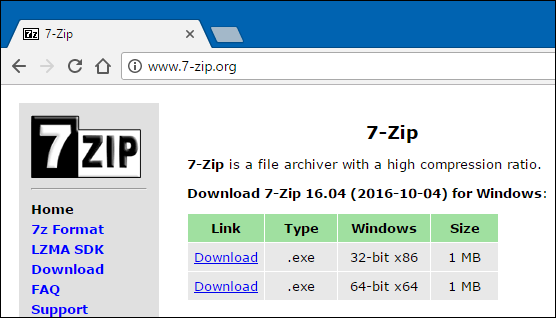 7z 7-Zip
www.7-zip.org
7 ZIP
Home
7z Format
LZMA SDK
Download
FAQ
Support
7-Zip
7-Zip is a file archiver with a high compression ratio.
Download 7-Zip 16.04 (2016-10-04) for Windows:
Link Type Windows Size
Download .exe 32-bit x86 1 MB
Download .exe 64-bit x64 1 MB